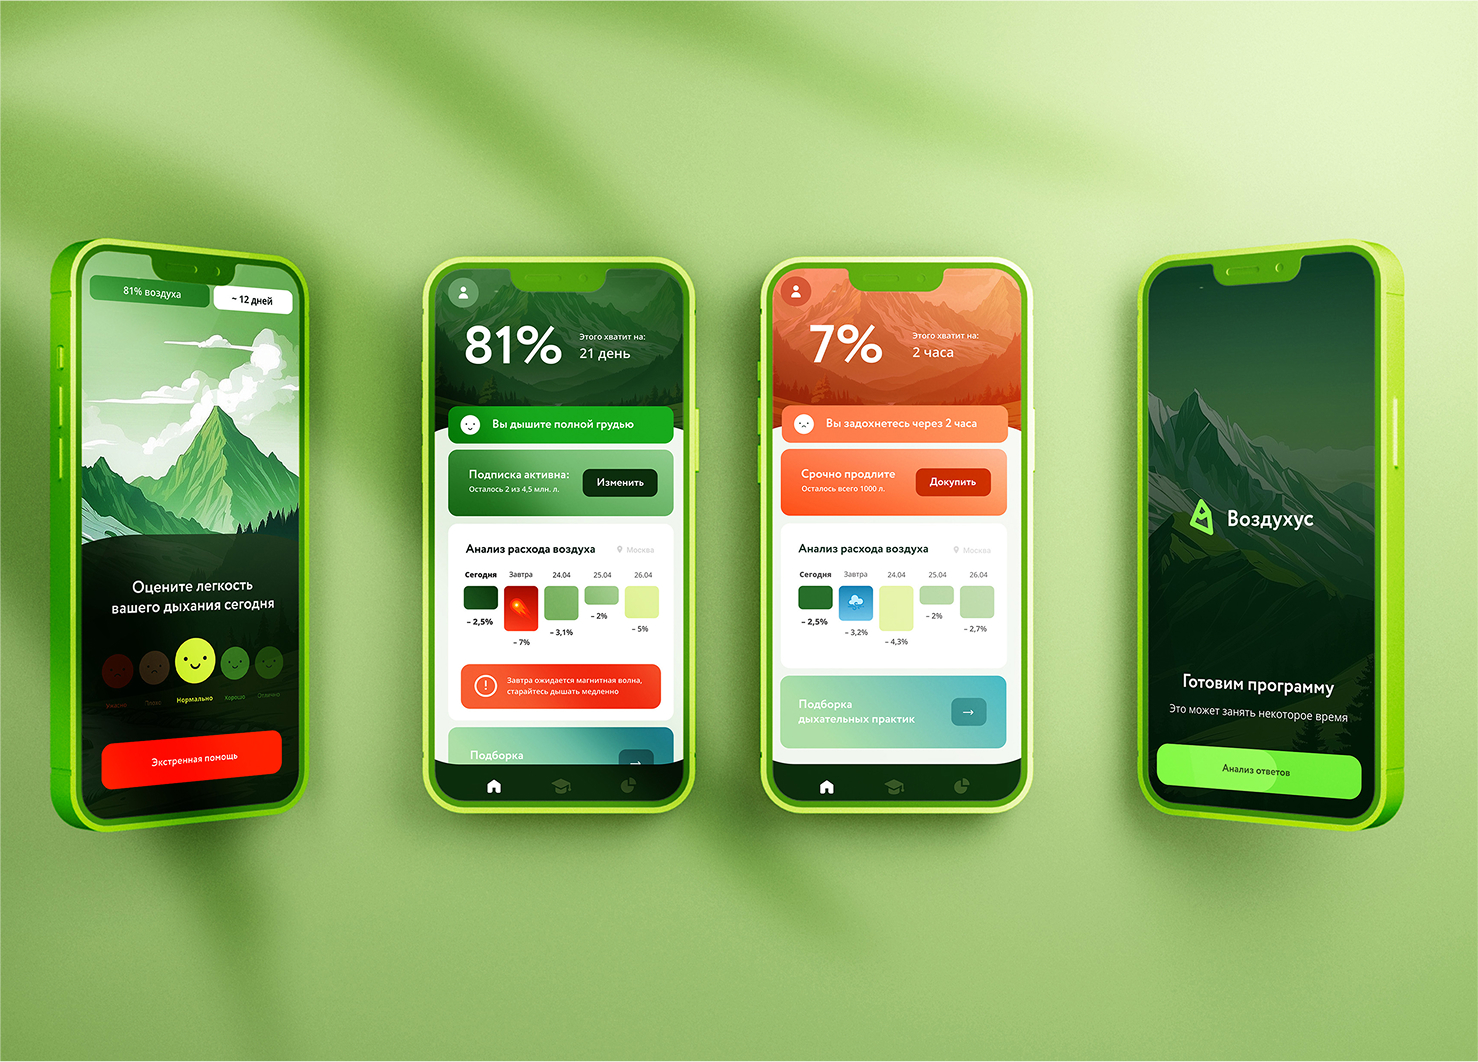 81% воздуха
~ 12 дней
Оцените легкость
вашего дыхания сегодня
Ужасно
Плохо
Нормально
Хорошо
Отлично
Экстренная помощь
81%
Этого хватит на:
21 день
Вы дышите полной грудью
Подписка активна:
Осталось 2 из 4,5 млн. л.
Изменить
Анализ расхода воздуха
Москва
Сегодня
Завтра
24.04
25.04
26.04
– 2,5%
– 7%
– 3,1%
– 2%
– 5%
Завтра ожидается магнитная волна,
старайтесь дышать медленно
Подборка
7%
Этого хватит на:
2 часа
Вы задохнетесь через 2 часа
Срочно продлите
Осталось всего 1000 л.
Докупить
Анализ расхода воздуха
Москва
Сегодня
Завтра
24.04
25.04
26.04
– 2,5%
– 3,2%
– 4,3%
– 2%
– 2,7%
Подборка
дыхательных практик
Воздухус
Готовим программу
Это может занять некоторое время
Анализ ответов